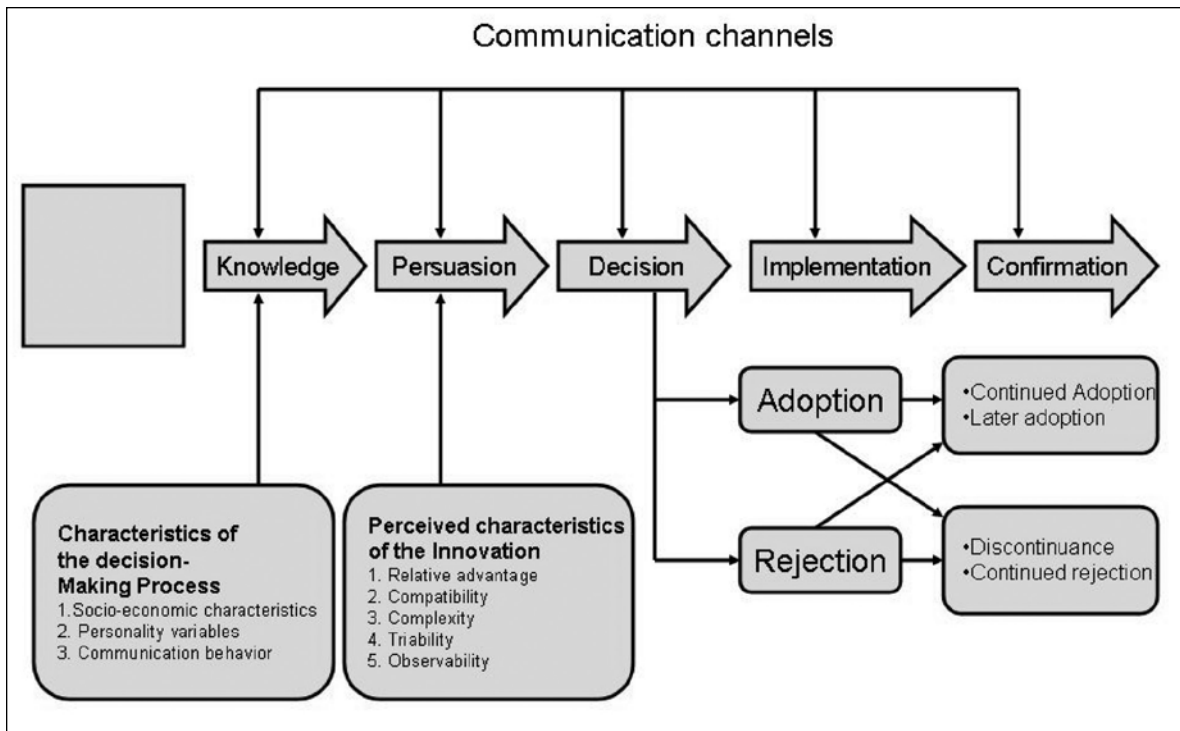 Communication channels
Knowledge
Persuasion
Decision
Implementation
Confirmation
Adoption
•Continued Adoption
•Later adoption
Rejection
•Discontinuance
•Continued rejection
Characteristics of
the decision-
Making Process
1.Socio-economic characteristics
2. Personality variables
3. Communication behavior
Perceived characteristics
of the Innovation
1. Relative advantage
2. Compatibility
3. Complexity
4. Triability
5. Observability